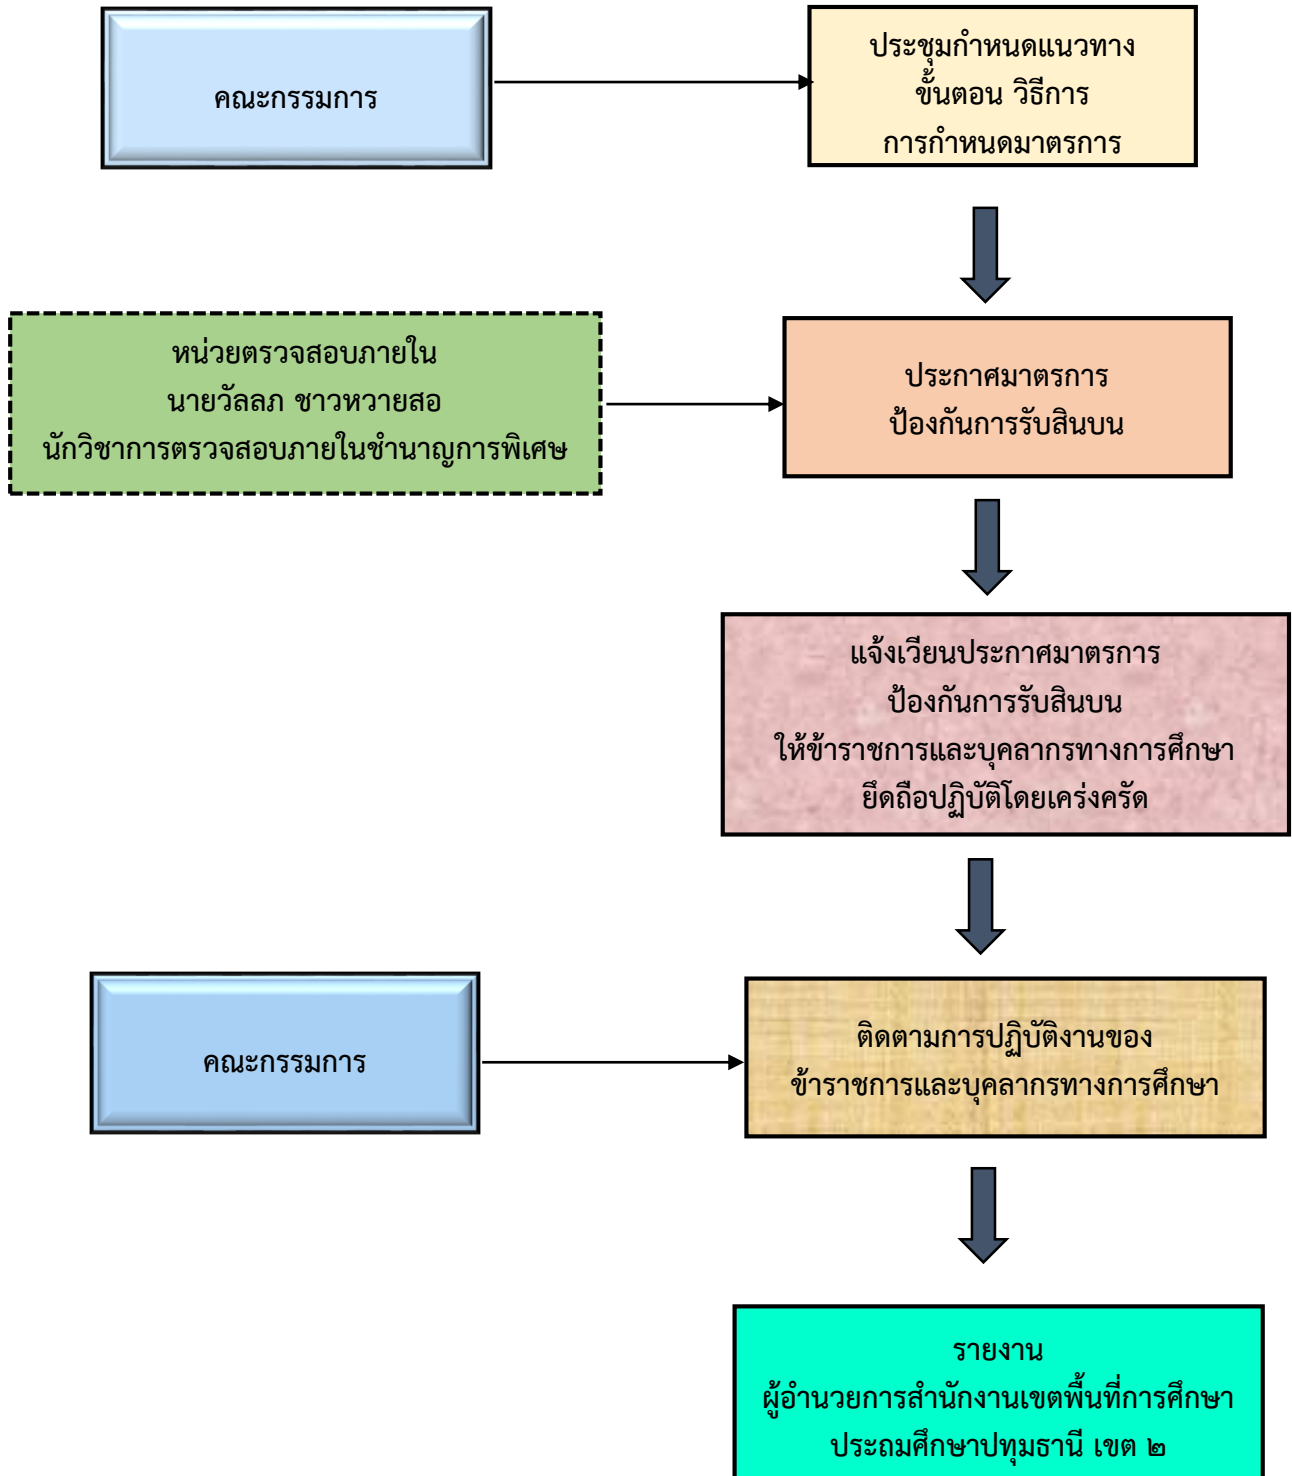 คณะกรรมการ
ประชุมกำหนดแนวทาง
ขั้นตอน วิธีการ
การกำหนดมาตรการ
หน่วยตรวจสอบภายใน
นายวัลลภ ชาวหวายสอ
นักวิชาการตรวจสอบภายในชำนาญการพิเศษ
ประกาศมาตรการ
ป้องกันการรับสินบน
แจ้งเวียนประกาศมาตรการ
ป้องกันการรับสินบน
ให้ข้าราชการและบุคลากรทางการศึกษา
ยึดถือปฏิบัติโดยเคร่งครัด
คณะกรรมการ
ติดตามการปฏิบัติงานของ
ข้าราชการและบุคลากรทางการศึกษา
รายงาน
ผู้อำนวยการสำนักงานเขตพื้นที่การศึกษา
ประถมศึกษาปทุมธานี เขต ๒